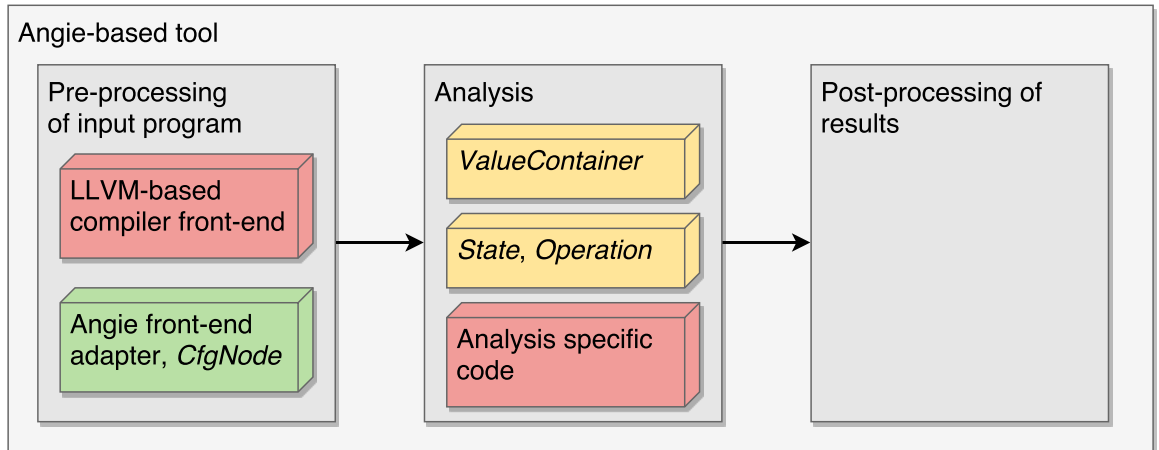 Angie-based tool
Pre-processing
of input program
LLVM-based
compiler front-end
Angie front-end
adapter, CfgNode
Analysis
ValueContainer
State, Operation
Analysis specific
code
Post-processing of
results